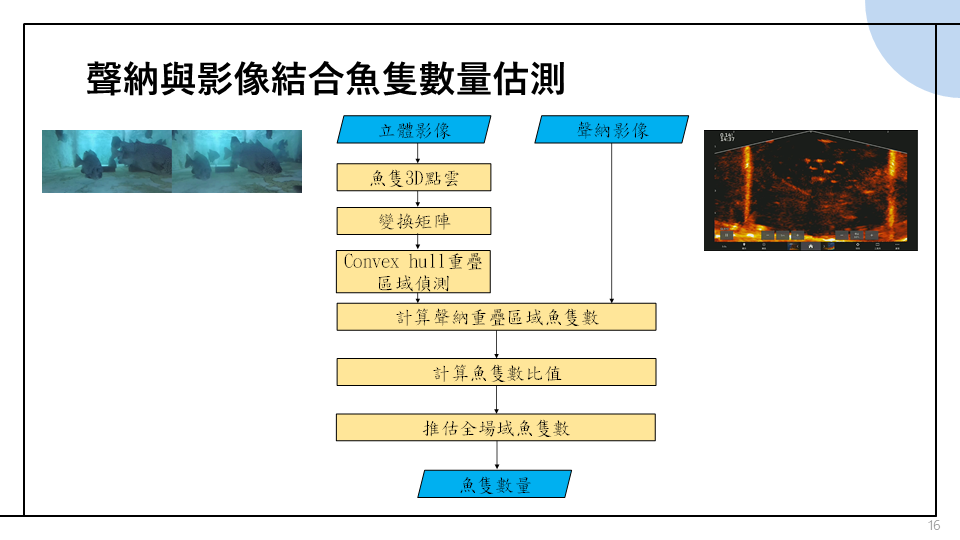 聲納與影像結合魚隻數量估測
立體影像
聲納影像
魚隻3D點雲
變換矩陣
Convex hull重疊
區域偵測
計算聲納重疊區域魚隻數
計算魚隻數比值
推估全場域魚隻數
魚隻數量
14:37
16